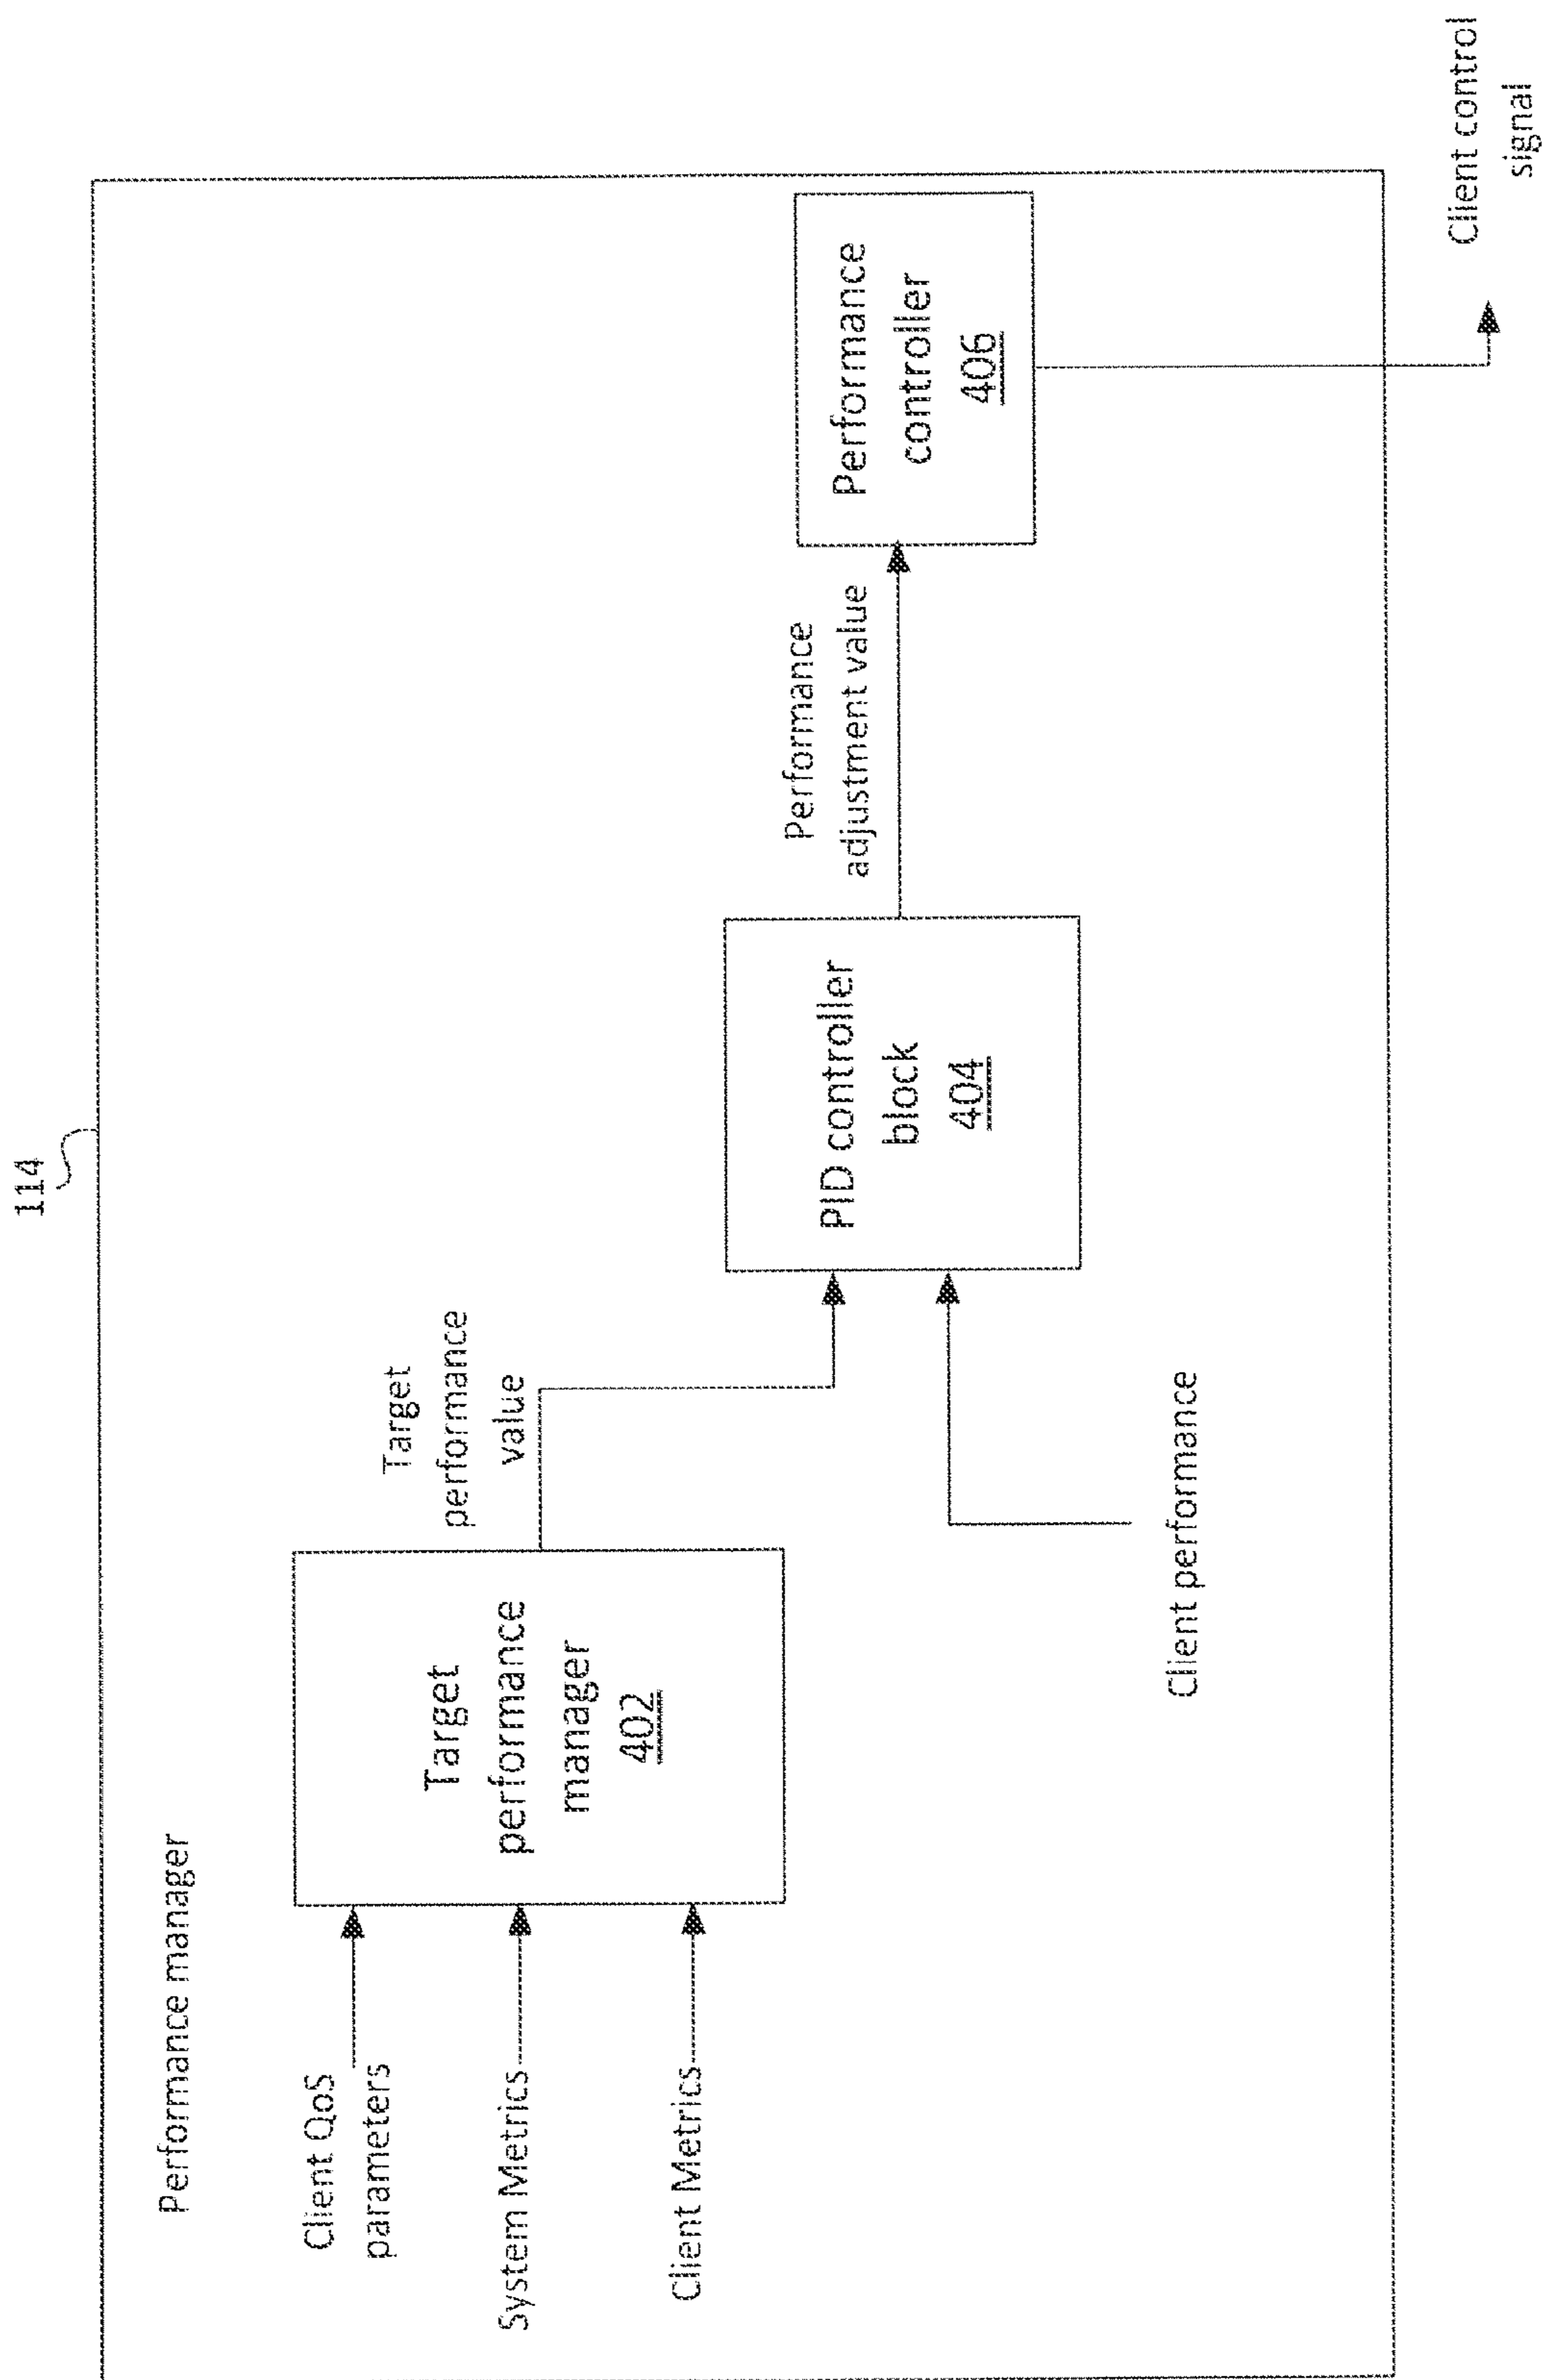 114
Performance manager
Client QoS
parameters
System Metrics
Client Metrics
Target
performance
manager
402
Target
performance
value
Client performance
PID controller
block
404
Performance
adjustment value
Performance
controller
406
Client control
signal